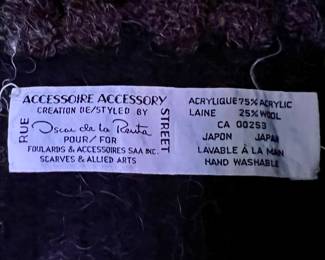 ACCESSOIRE ACCESSORY
CREATION DE/STYLED BY
RUE
Oscar de la Renta
STREET
POUR/FOR
FOULARDS & ACCESSOIRES SAA INC.
SCARVES & ALLIED ARTS
ACRYLIQUE 75% ACRYLIC
LAINE 25% WOOL
CA 00253
JAPON JAPAN
LAVABLE À LA MAIN
HAND WASHABLE